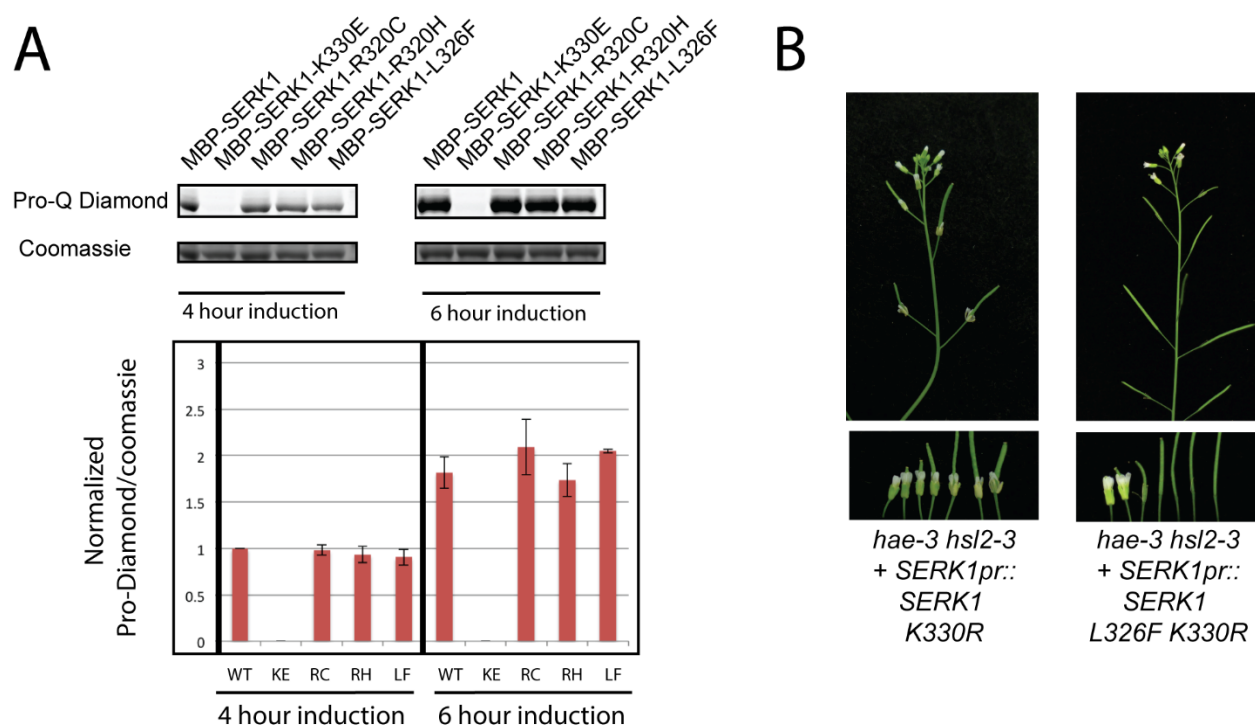 A
MBP-SERK1
MBP-SERK1-K330E
MBP-SERK1-R320C
MBP-SERK1-R320H
MBP-SERK1-L326F
MBP-SERK1
MBP-SERK1-K330E
MBP-SERK1-R320C
MBP-SERK1-R320H
MBP-SERK1-L326F
Pro-Q Diamond
Coomassie
4 hour induction
6 hour induction
Normalized
Pro-Diamond/coomassie
3
2.5
2
1.5
1
0.5
0
WT KE RC RH LF WT KE RC RH LF
4 hour induction
6 hour induction
B
hae-3 hsl2-3
+ SERK1pr::
SERK1
K330R
hae-3 hsl2-3
+ SERK1pr::
SERK1
L326F K330R